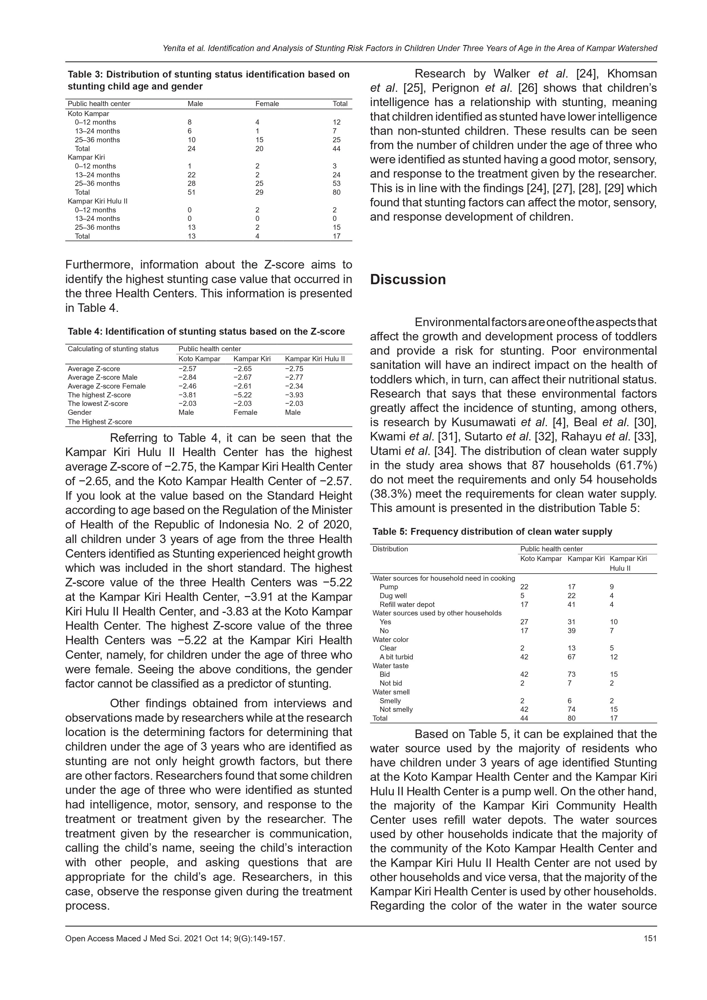 Yenita et al. Identification and Analysis of Stunting Risk Factors in Children Under Three Years of Age in the Area of Kampar Watershed
Table 3: Distribution of stunting status identification based on
stunting child age and gender
Public health center Male Female Total
Koto Kampar
0–12 months 8 4 12
13–24 months 6 1 7
25–36 months 10 15 25
Total 24 20 44
Kampar Kiri
0–12 months 1 2 3
13–24 months 22 2 24
25–36 months 28 25 53
Total 51 29 80
Kampar Kiri Hulu II
0–12 months 0 2 2
13–24 months 0 0 0
25–36 months 13 2 15
Total 13 4 17
Furthermore, information about the Z-score aims to
identify the highest stunting case value that occurred in
the three Health Centers. This information is presented
in Table 4.
Table 4: Identification of stunting status based on the Z-score
Calculating of stunting status Public health center
Koto Kampar Kampar Kiri Kampar Kiri Hulu II
Average Z-score −2.57 −2.65 −2.75
Average Z-score Male −2.84 −2.67 −2.77
Average Z-score Female −2.46 −2.61 −2.34
The highest Z-score −3.81 −5.22 −3.93
The lowest Z-score −2.03 −2.03 −2.03
Gender Male Female Male
The Highest Z-score
Referring to Table 4, it can be seen that the
Kampar Kiri Hulu II Health Center has the highest
average Z-score of −2.75, the Kampar Kiri Health Center
of −2.65, and the Koto Kampar Health Center of −2.57.
If you look at the value based on the Standard Height
according to age based on the Regulation of the Minister
of Health of the Republic of Indonesia No. 2 of 2020,
all children under 3 years of age from the three Health
Centers identified as Stunting experienced height growth
which was included in the short standard. The highest
Z-score value of the three Health Centers was −5.22
at the Kampar Kiri Health Center, −3.91 at the Kampar
Kiri Hulu II Health Center, and -3.83 at the Koto Kampar
Health Center. The highest Z-score value of the three
Health Centers was −5.22 at the Kampar Kiri Health
Center, namely, for children under the age of three who
were female. Seeing the above conditions, the gender
factor cannot be classified as a predictor of stunting.
Other findings obtained from interviews and
observations made by researchers while at the research
location is the determining factors for determining that
children under the age of 3 years who are identified as
stunting are not only height growth factors, but there
are other factors. Researchers found that some children
under the age of three who were identified as stunted
had intelligence, motor, sensory, and response to the
treatment or treatment given by the researcher. The
treatment given by the researcher is communication,
calling the child’s name, seeing the child’s interaction
with other people, and asking questions that are
appropriate for the child’s age. Researchers, in this
case, observe the response given during the treatment
process.
Research by Walker et al. [24], Khomsan
et al. [25], Perignon et al. [26] shows that children’s
intelligence has a relationship with stunting, meaning
that children identified as stunted have lower intelligence
than non-stunted children. These results can be seen
from the number of children under the age of three who
were identified as stunted having a good motor, sensory,
and response to the treatment given by the researcher.
This is in line with the findings [24], [27], [28], [29] which
found that stunting factors can affect the motor, sensory,
and response development of children.
Discussion
Environmental factors are one of the aspects that
affect the growth and development process of toddlers
and provide a risk for stunting. Poor environmental
sanitation will have an indirect impact on the health of
toddlers which, in turn, can affect their nutritional status.
Research that says that these environmental factors
greatly affect the incidence of stunting, among others,
is research by Kusumawati et al. [4], Beal et al. [30],
Kwami et al. [31], Sutarto et al. [32], Rahayu et al. [33],
Utami et al. [34]. The distribution of clean water supply
in the study area shows that 87 households (61.7%)
do not meet the requirements and only 54 households
(38.3%) meet the requirements for clean water supply.
This amount is presented in the distribution Table 5:
Table 5: Frequency distribution of clean water supply
Distribution Public health center
Koto Kampar Kampar Kiri Kampar Kiri
Hulu II
Water sources for household need in cooking
Pump 22 17 9
Dug well 5 22 4
Refill water depot 17 41 4
Water sources used by other households
Yes 27 31 10
No 17 39 7
Water color
Clear 2 13 5
A bit turbid 42 67 12
Water taste
Bid 42 73 15
Not bid 2 7 2
Water smell
Smelly 2 6 2
Not smelly 42 74 15
Total 44 80 17
Based on Table 5, it can be explained that the
water source used by the majority of residents who
have children under 3 years of age identified Stunting
at the Koto Kampar Health Center and the Kampar Kiri
Hulu II Health Center is a pump well. On the other hand,
the majority of the Kampar Kiri Community Health
Center uses refill water depots. The water sources
used by other households indicate that the majority of
the community of the Koto Kampar Health Center and
the Kampar Kiri Hulu II Health Center are not used by
other households and vice versa, that the majority of the
Kampar Kiri Health Center is used by other households.
Regarding the color of the water in the water source
Open Access Maced J Med Sci. 2021 Oct 14; 9(G):149-157. 151